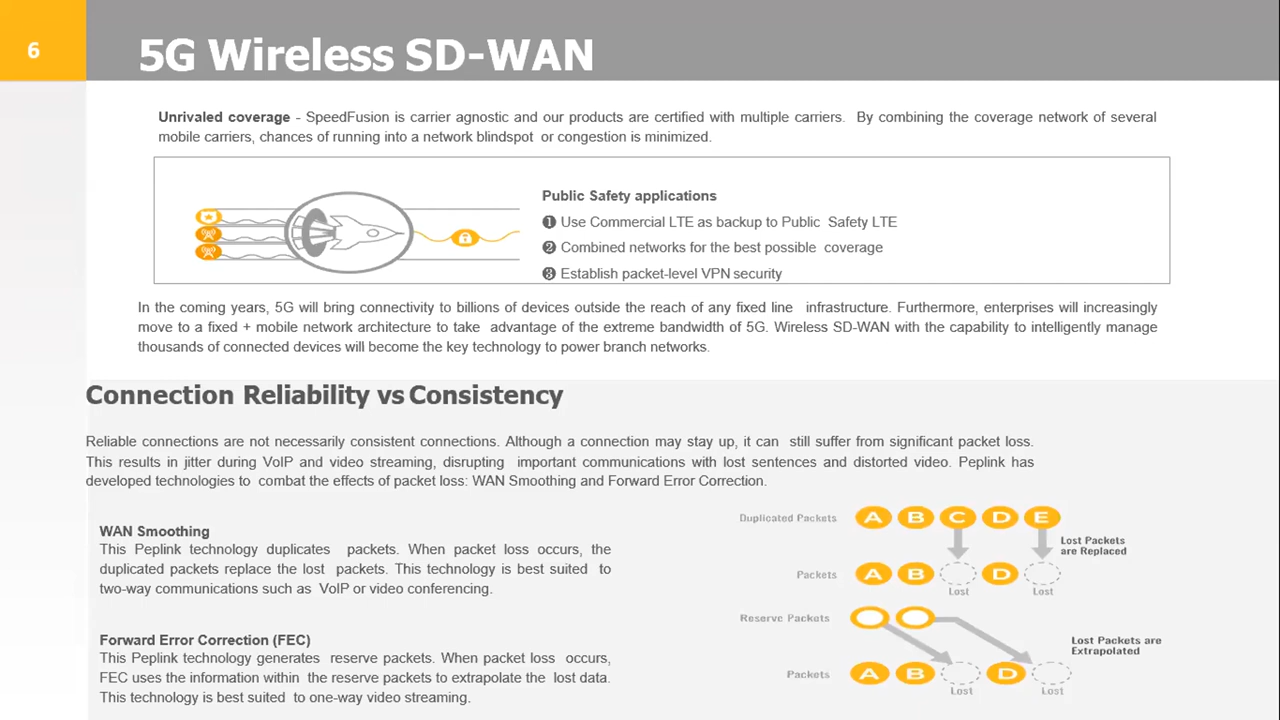 6
5G Wireless SD-WAN
Unrivaled coverage - SpeedFusion is carrier agnostic and our products are certified with multiple carriers. By combining the coverage network of several
mobile carriers, chances of running into a network blindspot or congestion is minimized.
Public Safety applications
❶ Use Commercial LTE as backup to Public Safety LTE
❷ Combined networks for the best possible coverage
❸ Establish packet-level VPN security
In the coming years, 5G will bring connectivity to billions of devices outside the reach of any fixed line infrastructure. Furthermore, enterprises will increasingly
move to a fixed + mobile network architecture to take advantage of the extreme bandwidth of 5G. Wireless SD-WAN with the capability to intelligently manage
thousands of connected devices will become the key technology to power branch networks.
Connection Reliability vs Consistency
Reliable connections are not necessarily consistent connections. Although a connection may stay up, it can still suffer from significant packet loss.
This results in jitter during VoIP and video streaming, disrupting important communications with lost sentences and distorted video. Peplink has
developed technologies to combat the effects of packet loss: WAN Smoothing and Forward Error Correction.
WAN Smoothing
This Peplink technology duplicates packets. When packet loss occurs, the
duplicated packets replace the lost packets. This technology is best suited to
two-way communications such as VoIP or video conferencing.
Forward Error Correction (FEC)
This Peplink technology generates reserve packets. When packet loss occurs,
FEC uses the infomation within the reserve packets to extrapolate the lost data.
This technology is best suited to one-way video streaming.
Duplicated Packets A B C D E
Lost Packets
are Replaced
Packets A B D
Lost Lost
Reserve Packets
Lost Packets are
Extrapolated
Packets A B D
Lost Lost